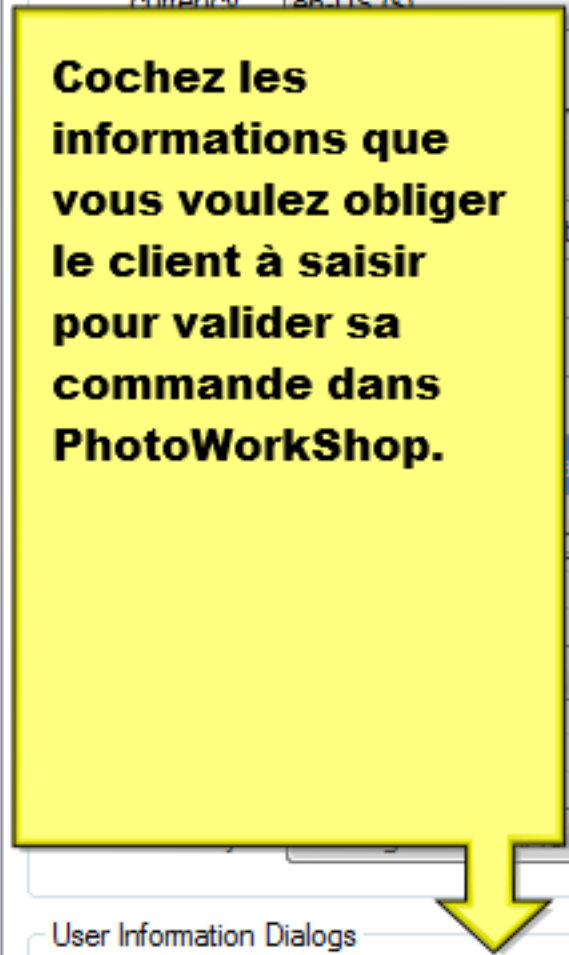 currency
Cochez les
informations que
vous voulez obliger
le client à saisir
pour valider sa
commande dans
PhotoWorkShop.
User Information Dialogs